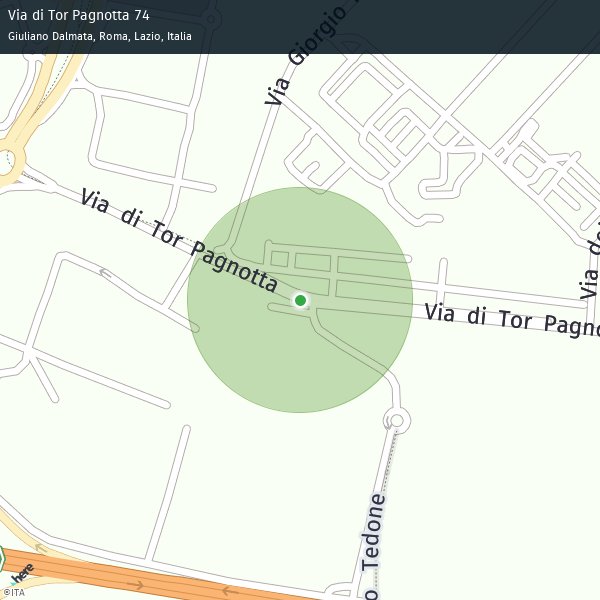 Via di Tor Pagnotta 74
Giuliano Dalmata, Roma, Lazio, Italia
Via Giorgio
Via di Tor Pagnotta
Via di Tor Pagno
Tedone
here
©ITA